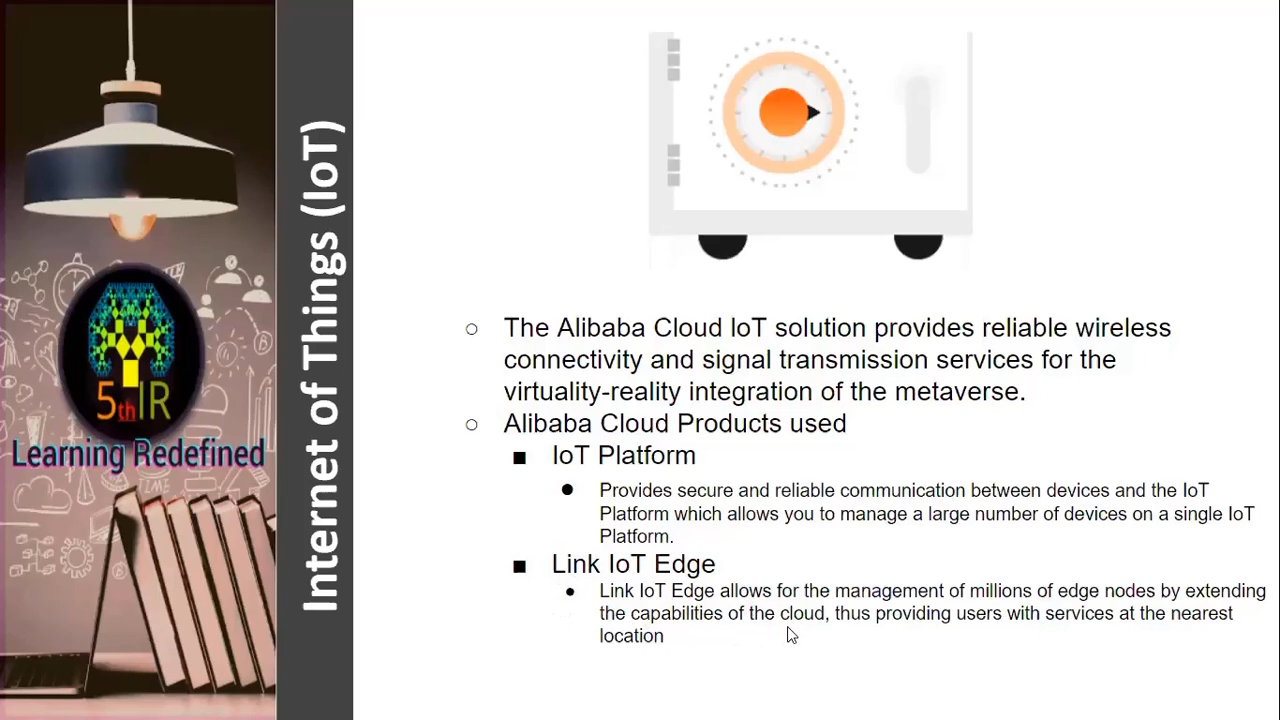 5thIR
Learning Redefined
TIME
Internet of Things (IoT)
○ The Alibaba Cloud IoT solution provides reliable wireless
connectivity and signal transmission services for the
virtuality-reality integration of the metaverse.
○ Alibaba Cloud Products used
■ IoT Platform
● Provides secure and reliable communication between devices and the IoT
Platform which allows you to manage a large number of devices on a single IoT
Platform.
■ Link IoT Edge
● Link IoT Edge allows for the management of millions of edge nodes by extending
the capabilities of the cloud, thus providing users with services at the nearest
location